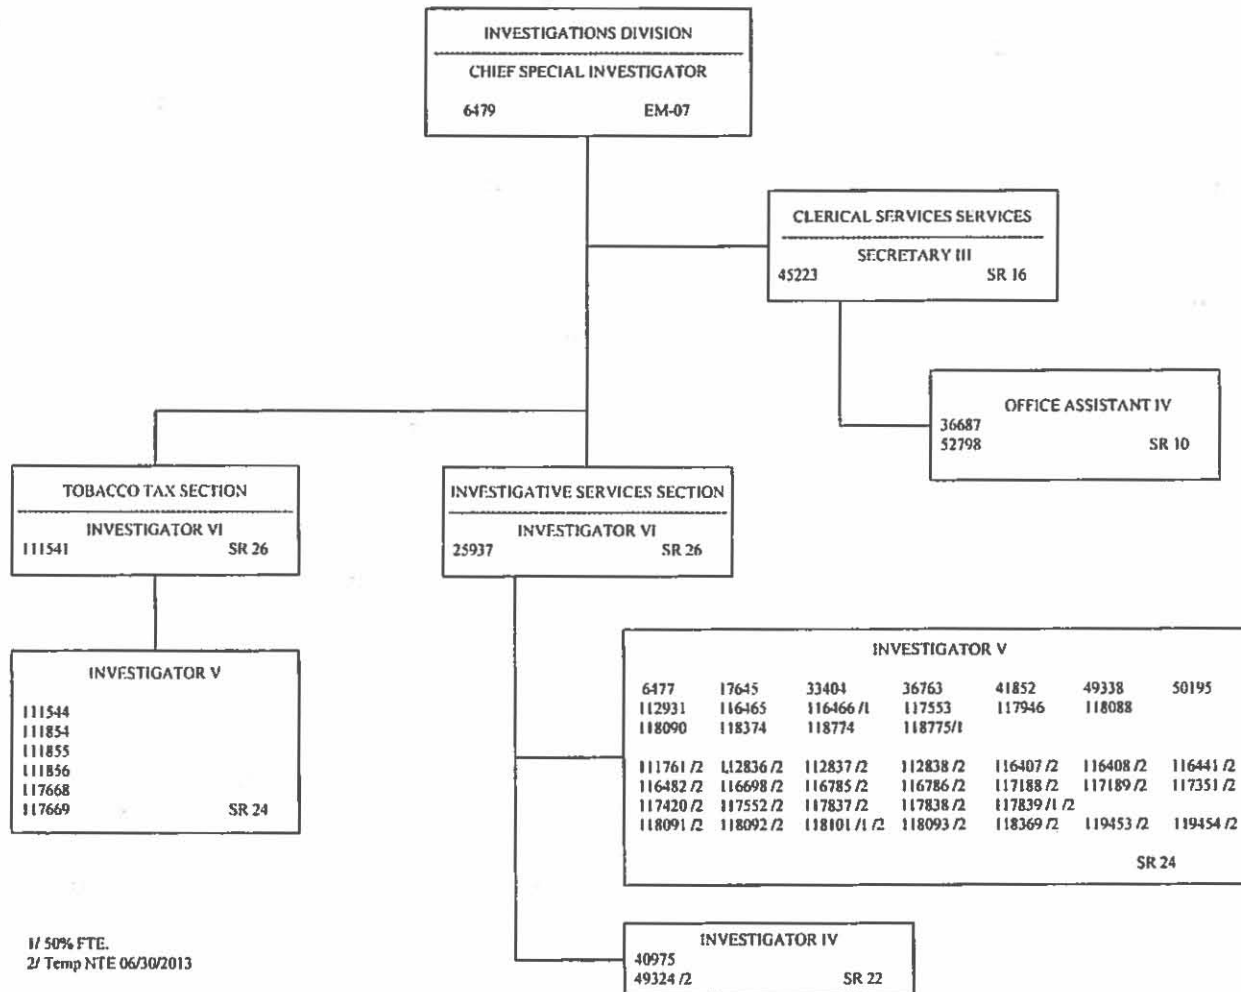 INVESTIGATIONS DIVISION
CHIEF SPECIAL INVESTIGATOR
6479 EM-07
CLERICAL SERVICES SERVICES
SECRETARY III
45223 SR 16
OFFICE ASSISTANT IV
36687
52798 SR 10
TOBACCO TAX SECTION
INVESTIGATOR VI
111541 SR 26
INVESTIGATIVE SERVICES SECTION
INVESTIGATOR VI
25937 SR 26
INVESTIGATOR V
111544
111854
111855
111856
117668
117669 SR 24
INVESTIGATOR V
6477 17645 33404 36763 41852 49338 50195
112931 116465 116466 /1 117553 117946 118088
118090 118374 118774 118775/1
111761 /2 112836 /2 112837 /2 112838 /2 116407 /2 116408 /2 116441 /2
116482 /2 116698 /2 116785 /2 116786 /2 117188 /2 117189 /2 117351 /2
117420 /2 117552 /2 117837 /2 117838 /2 117839 /1 /2
118091 /2 118092 /2 118101 /1 /2 118093 /2 118369 /2 119453 /2 119454 /2
SR 24
INVESTIGATOR IV
40975
49324 /2 SR 22
1/ 50% FTE.
2/ Temp NTE 06/30/2013